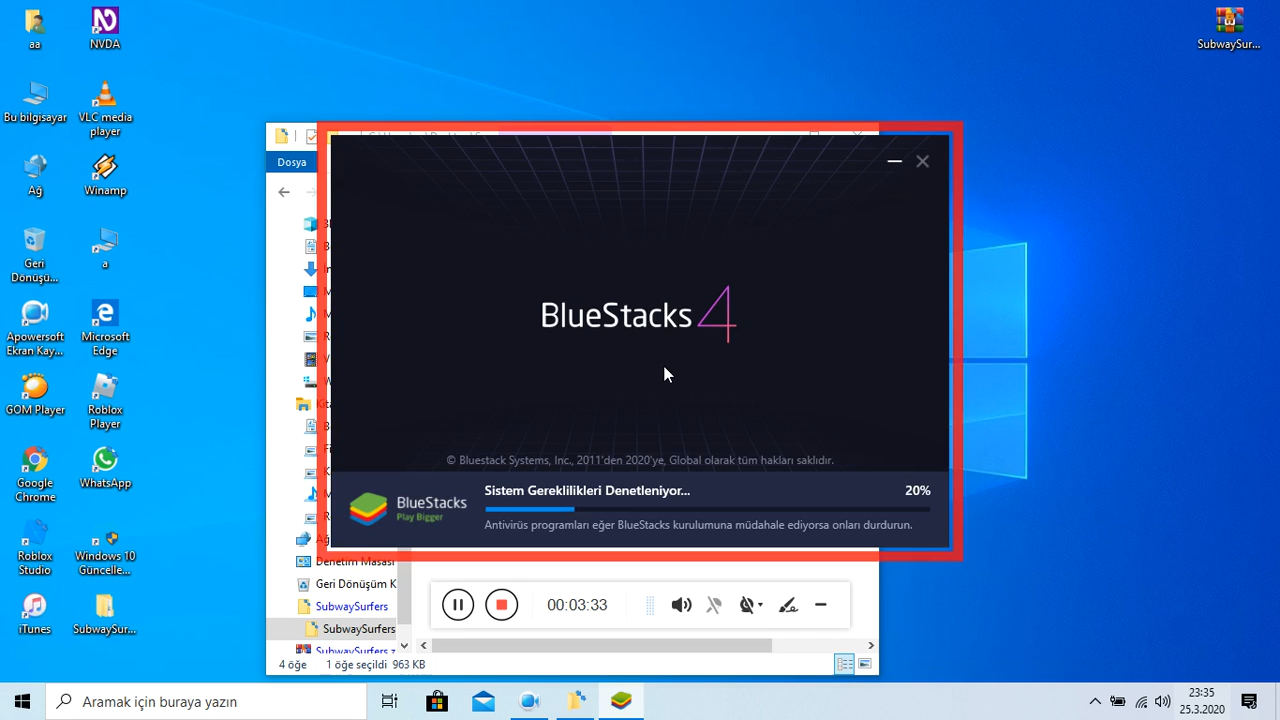 aa
NVDA
SubwaySur...
Bu bilgisayar
VLC media
player
Ağ
Winamp
Geri
Dönüşü...
a
Apowersoft
Ekran Kay...
Microsoft
Edge
GOM Player
Roblox
Player
Google
Chrome
WhatsApp
Roblox
Studio
Windows 10
Güncelle...
iTunes
SubwaySur...
Dosya
BlueStacks 4
© Bluestack Systems, Inc., 2011'den 2020'ye, Global olarak tüm hakları saklıdır.
BlueStacks
Play Bigger
Sistem Gereklilikleri Denetleniyor...
20%
Antivirüs programları eğer BlueStacks kurulumuna müdahale ediyorsa onları durdurun.
Denetim Masası
Geri Dönüşüm K
SubwaySurfers
SubwaySurfers
SubwaySurfers.z
00:03:33
4 öğe
1 öğe seçildi 963 KB
Aramak için buraya yazın
23:35
25.3.2020